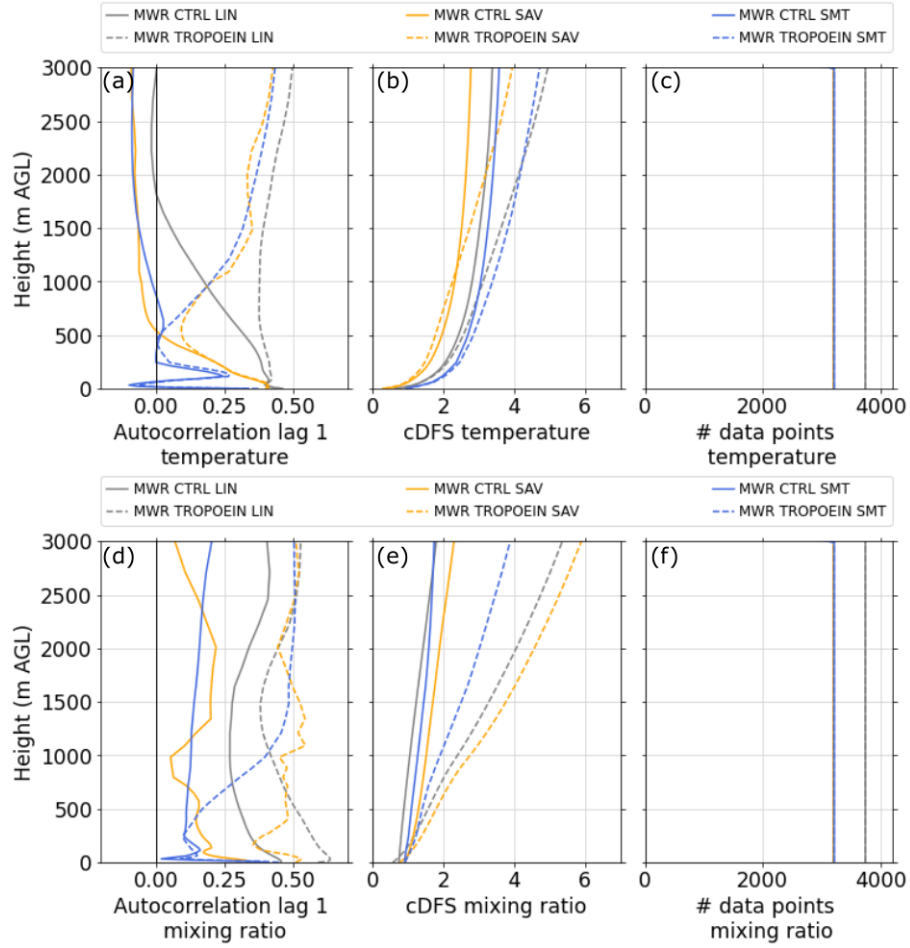 MWR CTRL LIN MWR CTRL SAV MWR CTRL SMT
MWR TROPOEIN LIN MWR TROPOEIN SAV MWR TROPOEIN SMT
(a) (b) (c)
3000
2500
2000
1500
1000
500
0
Height (m AGL)
0.00 0.25 0.50 0 2 4 6 0 2000 4000
Autocorrelation lag 1 cDFS temperature # data points
temperature temperature
MWR CTRL LIN MWR CTRL SAV MWR CTRL SMT
MWR TROPOEIN LIN MWR TROPOEIN SAV MWR TROPOEIN SMT
(d) (e) (f)
3000
2500
2000
1500
1000
500
0
Height (m AGL)
0.00 0.25 0.50 0 2 4 6 0 2000 4000
Autocorrelation lag 1 cDFS mixing ratio # data points
mixing ratio mixing ratio